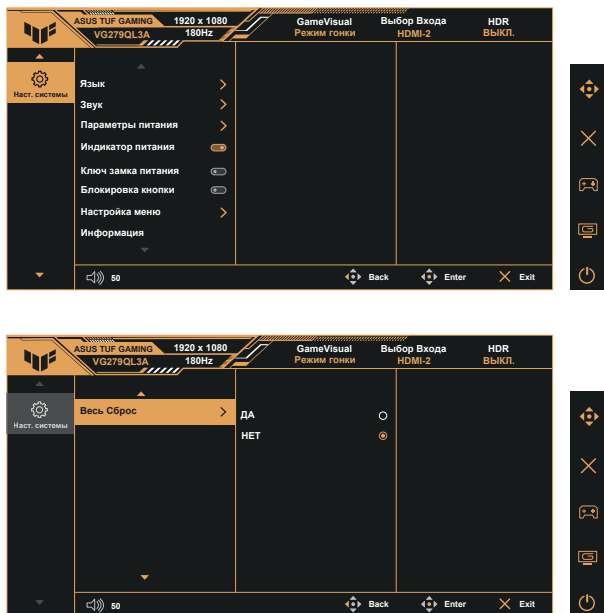 ASUS TUF GAMING 1920 x 1080 GameVisual Выбор Входа HDR
VG279QL3A 180Hz Режим гонки HDMI-2 ВЫКЛ.
Наст. системы
Язык
Звук
Параметры питания
Индикатор питания
Ключ замка питания
Блокировка кнопки
Настройка меню
Информация
50 Back Enter Exit
ASUS TUF GAMING 1920 x 1080 GameVisual Выбор Входа HDR
VG279QL3A 180Hz Режим гонки HDMI-2 ВЫКЛ.
Наст. системы
Весь Сброс
ДА
НЕТ
50 Back Enter Exit